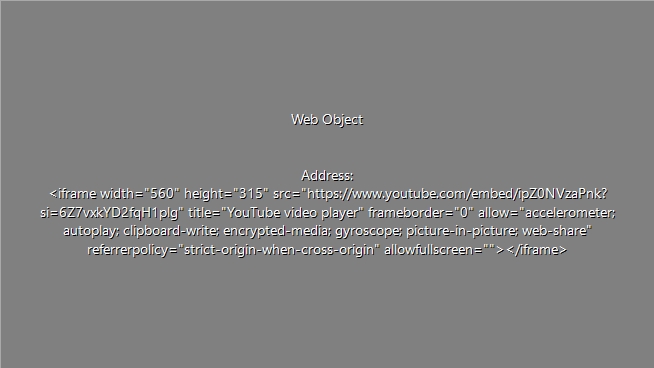 Web Object
Address:
<iframe width="560" height="315" src="https://www.youtube.com/embed/ipZ0NVzaPnk?
si=6Z7vxkYD2fqH1plg" title="YouTube video player" frameborder="0" allow="accelerometer;
autoplay; clipboard-write; encrypted-media; gyroscope; picture-in-picture; web-share"
referrerpolicy="strict-origin-when-cross-origin" allowfullscreen=""></iframe>